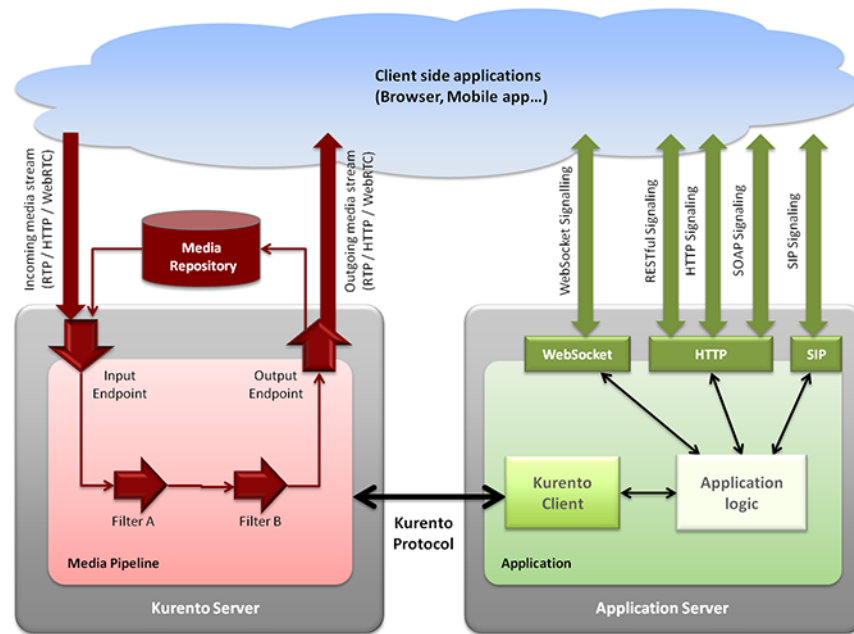 Client side applications
(Browser, Mobile app...)
Incoming media stream
(RTP / HTTP / WebRTC)
Media
Repository
Outgoing media stream
(RTP / HTTP / WebRTC)
WebSocket Signalling
RESTful Signaling
HTTP Signaling
SOAP Signaling
SIP Signaling
Input
Endpoint
Output
Endpoint
WebSocket
HTTP
SIP
Filter A
Filter B
Media Pipeline
Kurento Server
Kurento
Protocol
Kurento
Client
Application
logic
Application
Application Server